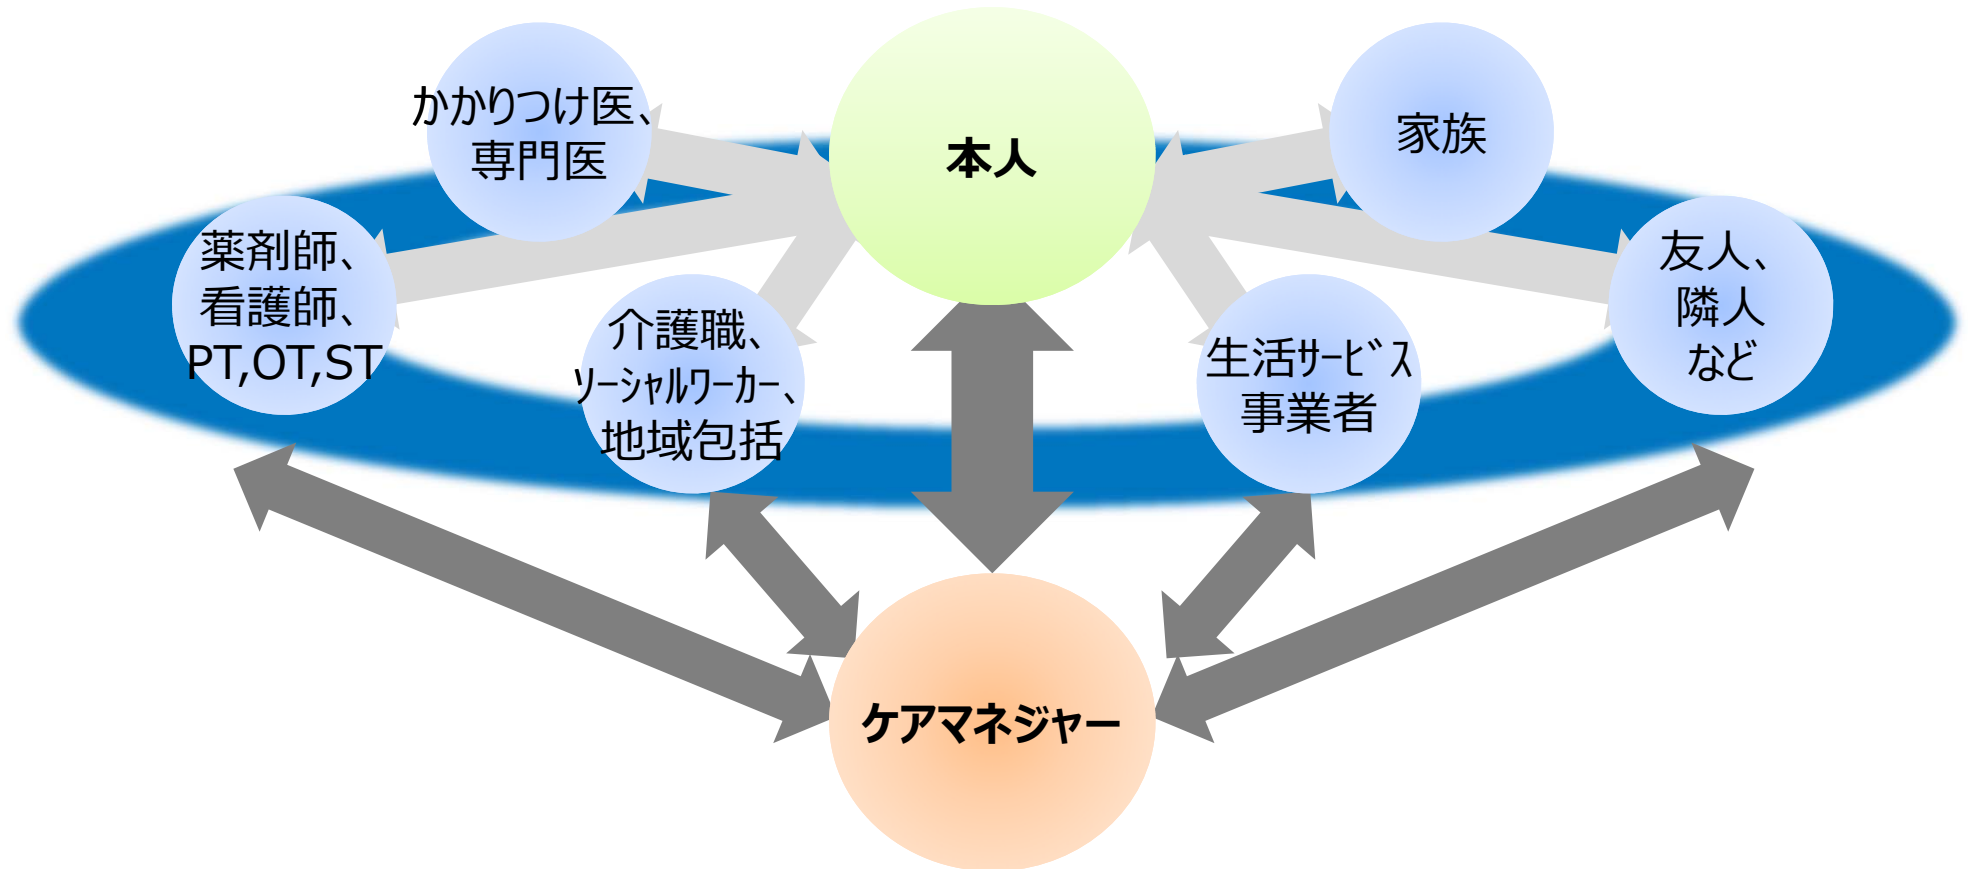 かかりつけ医、
専門医
本人
家族
薬剤師、
看護師、
PT,OT,ST
介護職、
ｿｰｼｬﾙﾜｰｶｰ、
地域包括
生活ｻｰﾋﾞｽ
事業者
友人、
隣人
など
ケアマネジャー